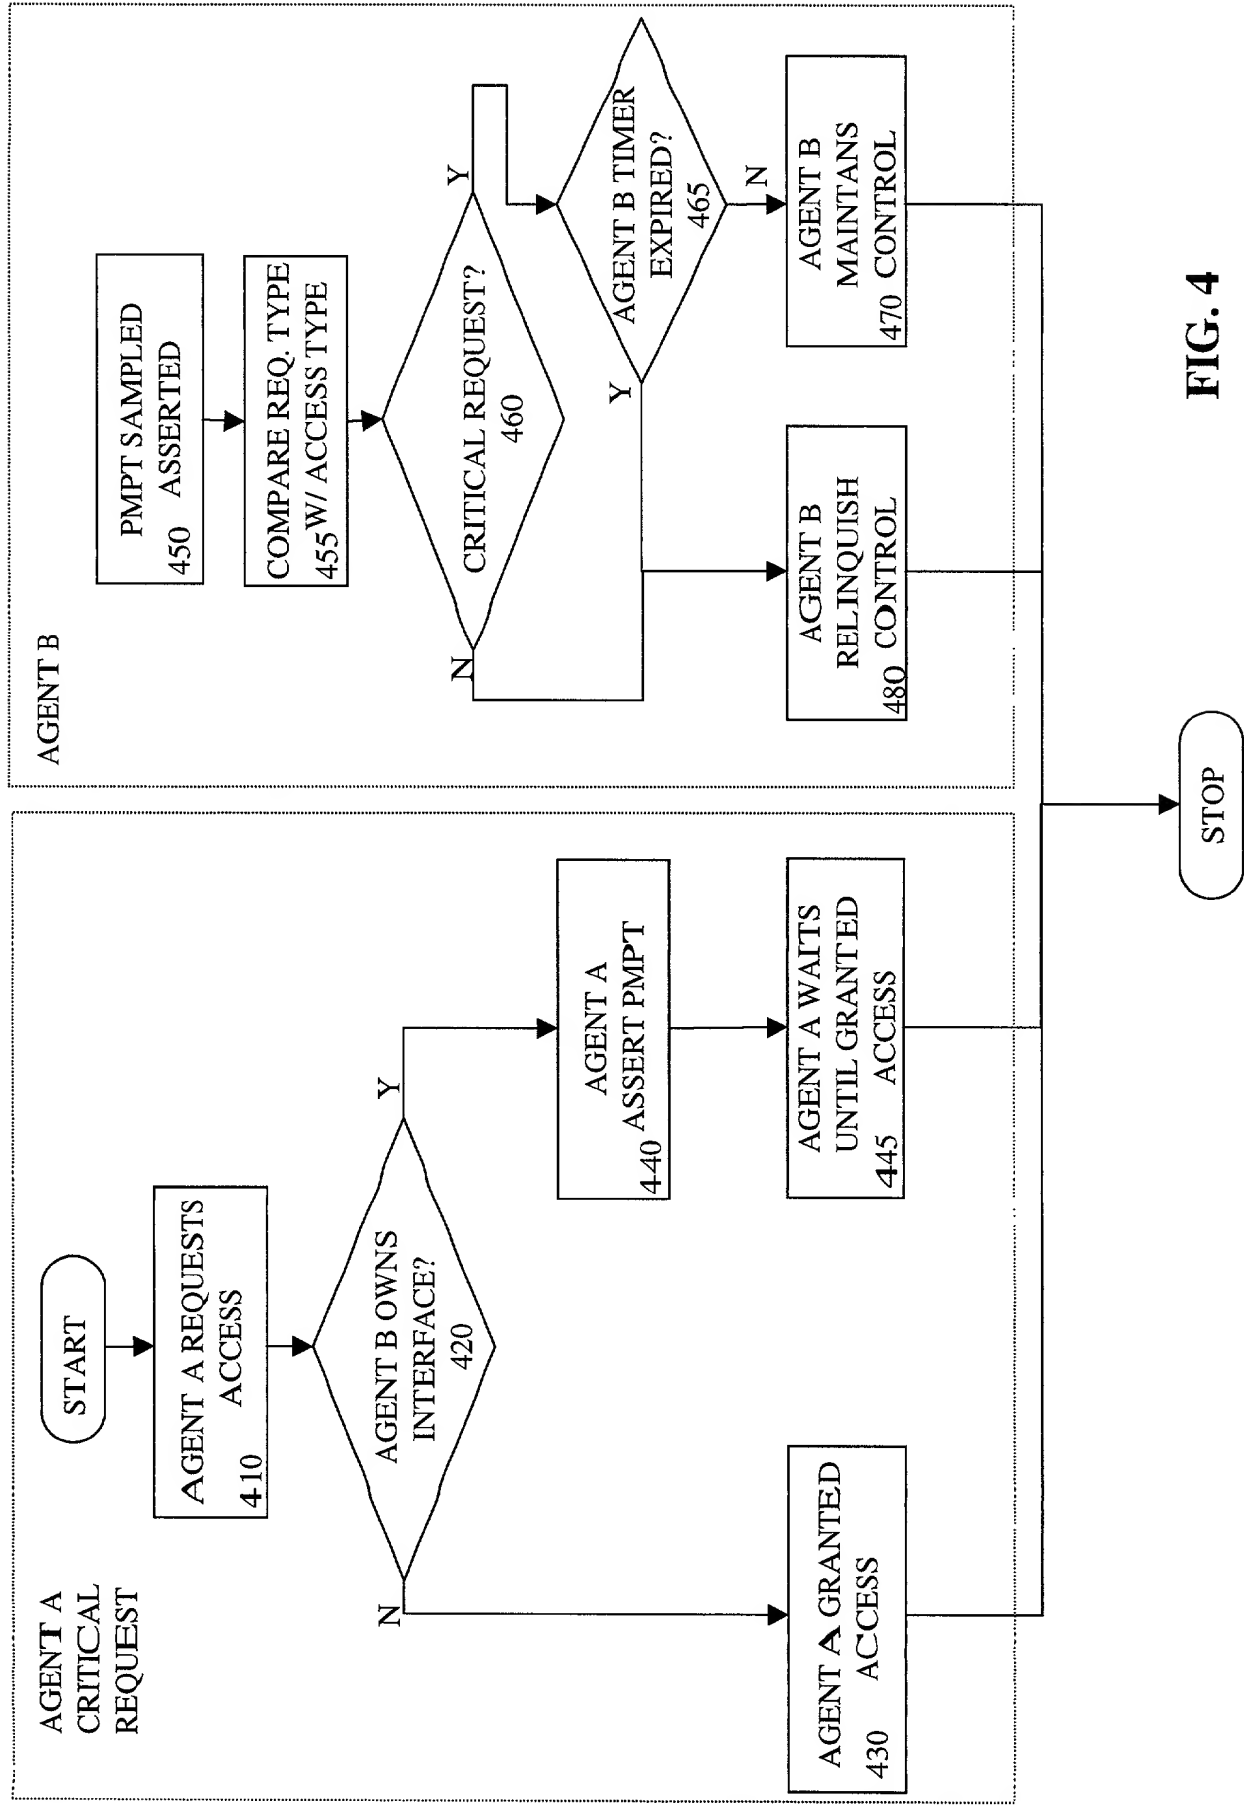 AGENT A
CRITICAL
REQUEST
START
AGENT A REQUESTS
ACCESS
410
AGENT B OWNS
INTERFACE?
420
N
Y
AGENT A GRANTED
ACCESS
430
AGENT A
ASSERT PMPT
440
AGENT A WAITS
UNTIL GRANTED
ACCESS
445
AGENT B
PMPT SAMPLED
ASSERTED
450
COMPARE REQ. TYPE
W/ ACCESS TYPE
455
CRITICAL REQUEST?
460
N
Y
AGENT B TIMER
EXPIRED?
465
Y
N
AGENT B
RELINQUISH
CONTROL
480
AGENT B
MAINTANS
CONTROL
470
STOP
FIG. 4